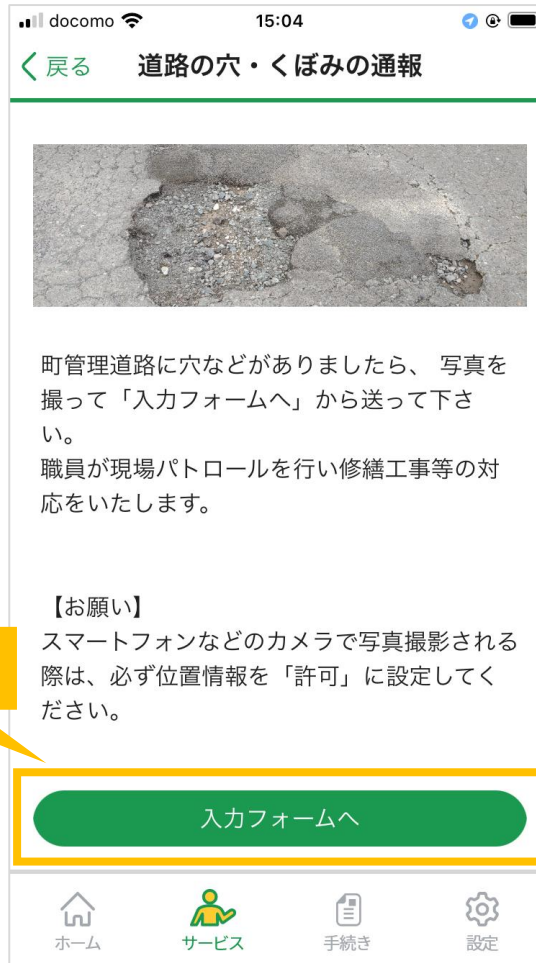 docomo 15:04
戻る 道路の穴・くぼみの通報
町管理道路に穴などがありましたら、 写真を
撮って「入力フォームへ」から送って下さ
い。
職員が現場パトロールを行い修繕工事等の対
応をいたします。
【お願い】
スマートフォンなどのカメラで写真撮影される
際は、必ず位置情報を「許可」に設定してく
ださい。
入力フォームへ
ホーム サービス 手続き 設定